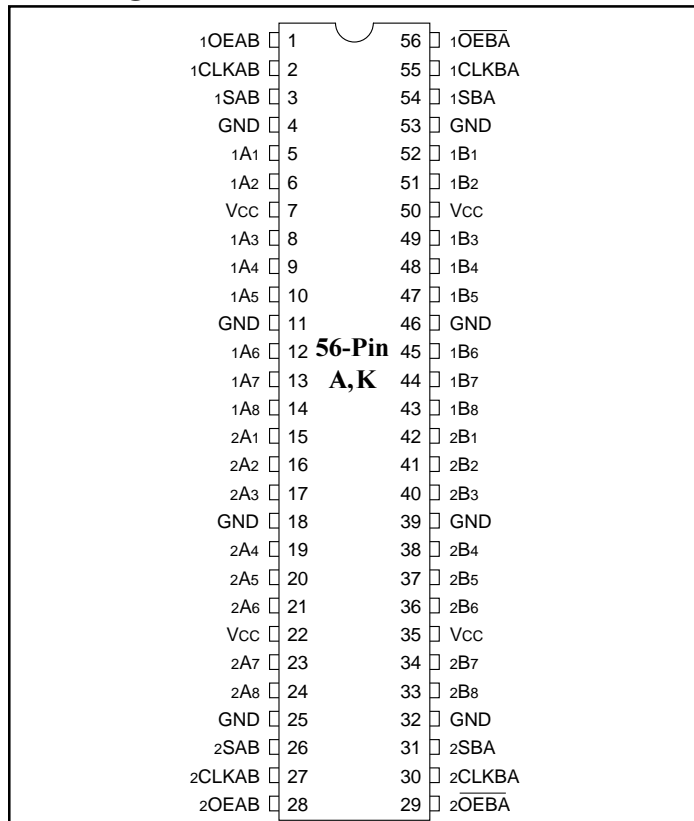 1OEAB 1 56 1O̅E̅B̅A̅
1CLKAB 2 55 1CLKBA
1SAB 3 54 1SBA
GND 4 53 GND
1A1 5 52 1B1
1A2 6 51 1B2
VCC 7 50 VCC
1A3 8 49 1B3
1A4 9 48 1B4
1A5 10 47 1B5
GND 11 46 GND
1A6 12 56-Pin 45 1B6
1A7 13 A,K 44 1B7
1A8 14 43 1B8
2A1 15 42 2B1
2A2 16 41 2B2
2A3 17 40 2B3
GND 18 39 GND
2A4 19 38 2B4
2A5 20 37 2B5
2A6 21 36 2B6
VCC 22 35 VCC
2A7 23 34 2B7
2A8 24 33 2B8
GND 25 32 GND
2SAB 26 31 2SBA
2CLKAB 27 30 2CLKBA
2OEAB 28 29 2O̅E̅B̅A̅